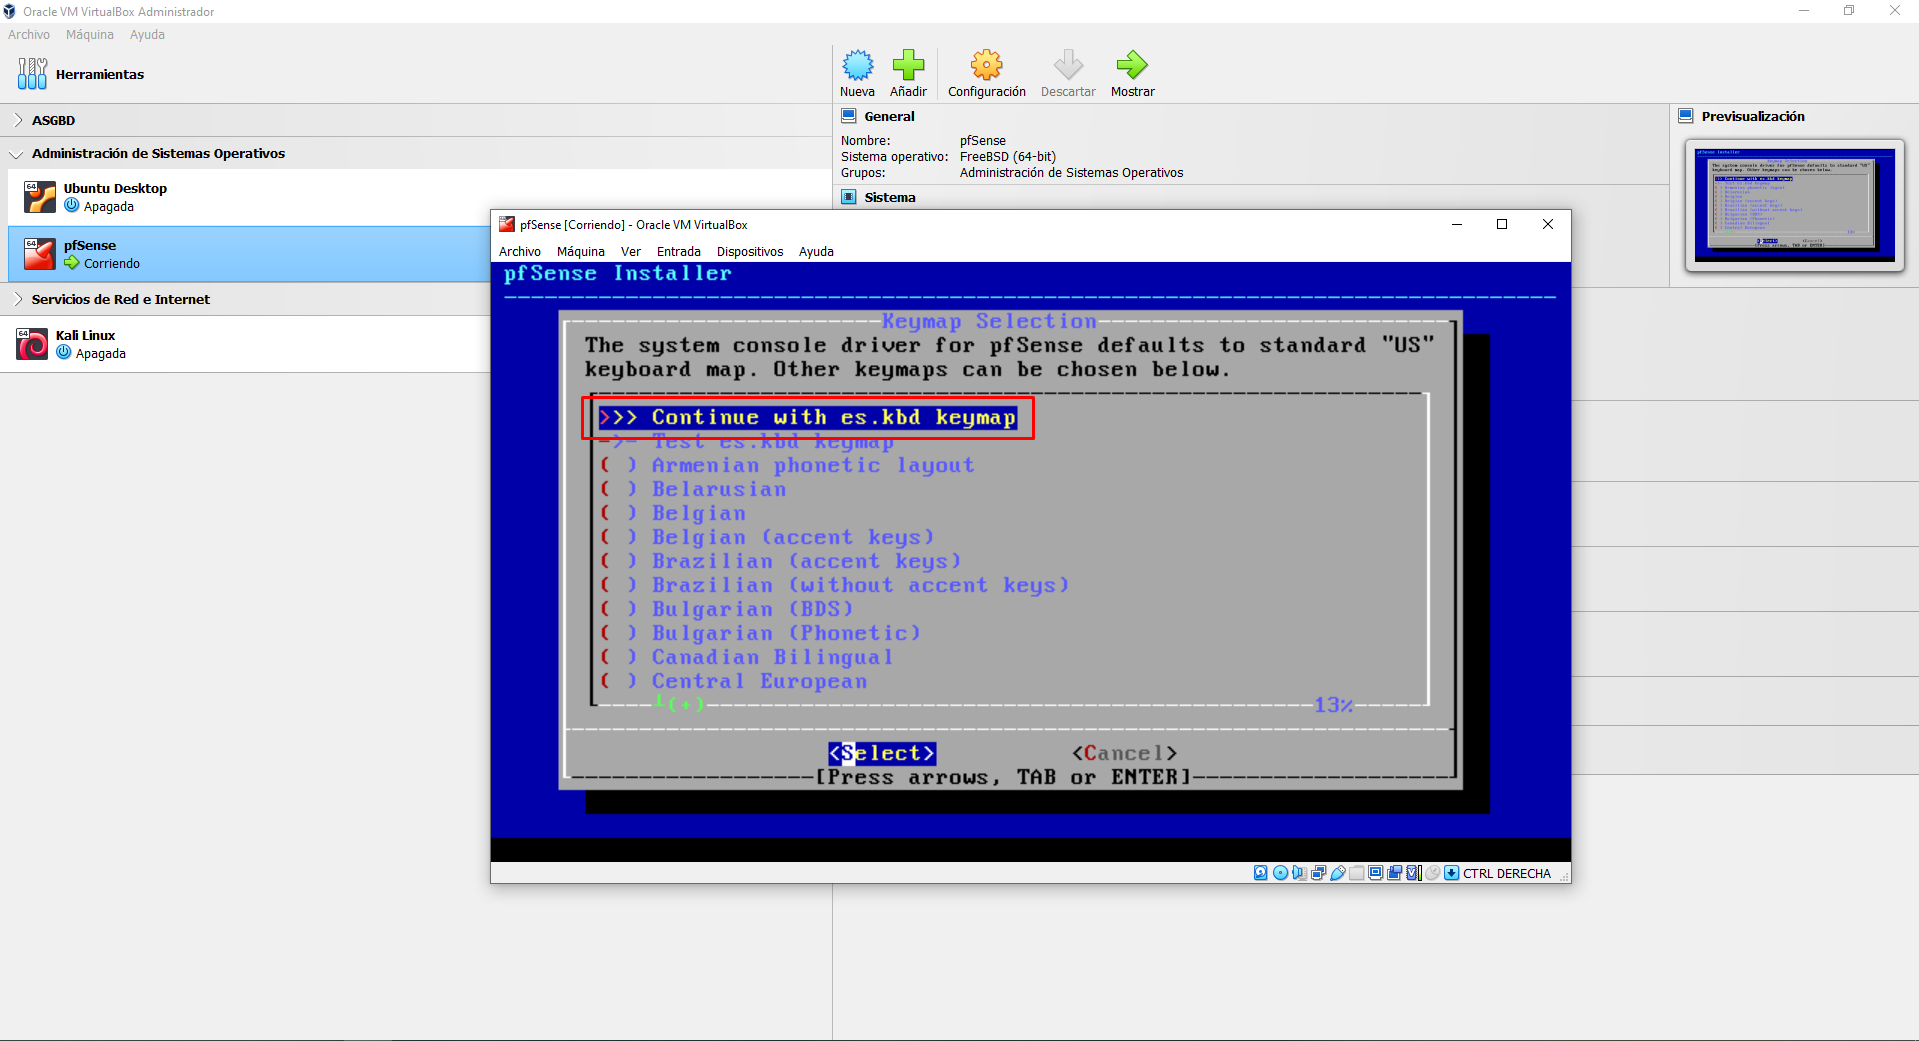 Oracle VM VirtualBox Administrador
Archivo Máquina Ayuda
Herramientas
Nueva Añadir Configuración Descartar Mostrar
ASGBD
Administración de Sistemas Operativos
64
Ubuntu Desktop
Apagada
64
pfSense
Corriendo
Servicios de Red e Internet
64
Kali Linux
Apagada
General
Nombre: pfSense
Sistema operativo: FreeBSD (64-bit)
Grupos: Administración de Sistemas Operativos
Sistema
Previsualización
pfSense [Corriendo] - Oracle VM VirtualBox
Archivo Máquina Ver Entrada Dispositivos Ayuda
pfSense Installer
Keymap Selection
The system console driver for pfSense defaults to standard "US"
keyboard map. Other keymaps can be chosen below.
>>> Continue with es.kbd keymap
->- Test es.kbd keymap
( ) Armenian phonetic layout
( ) Belarusian
( ) Belgian
( ) Belgian (accent keys)
( ) Brazilian (accent keys)
( ) Brazilian (without accent keys)
( ) Bulgarian (BDS)
( ) Bulgarian (Phonetic)
( ) Canadian Bilingual
( ) Central European
(+) 13%
<Select> <Cancel>
[Press arrows, TAB or ENTER]
CTRL DERECHA